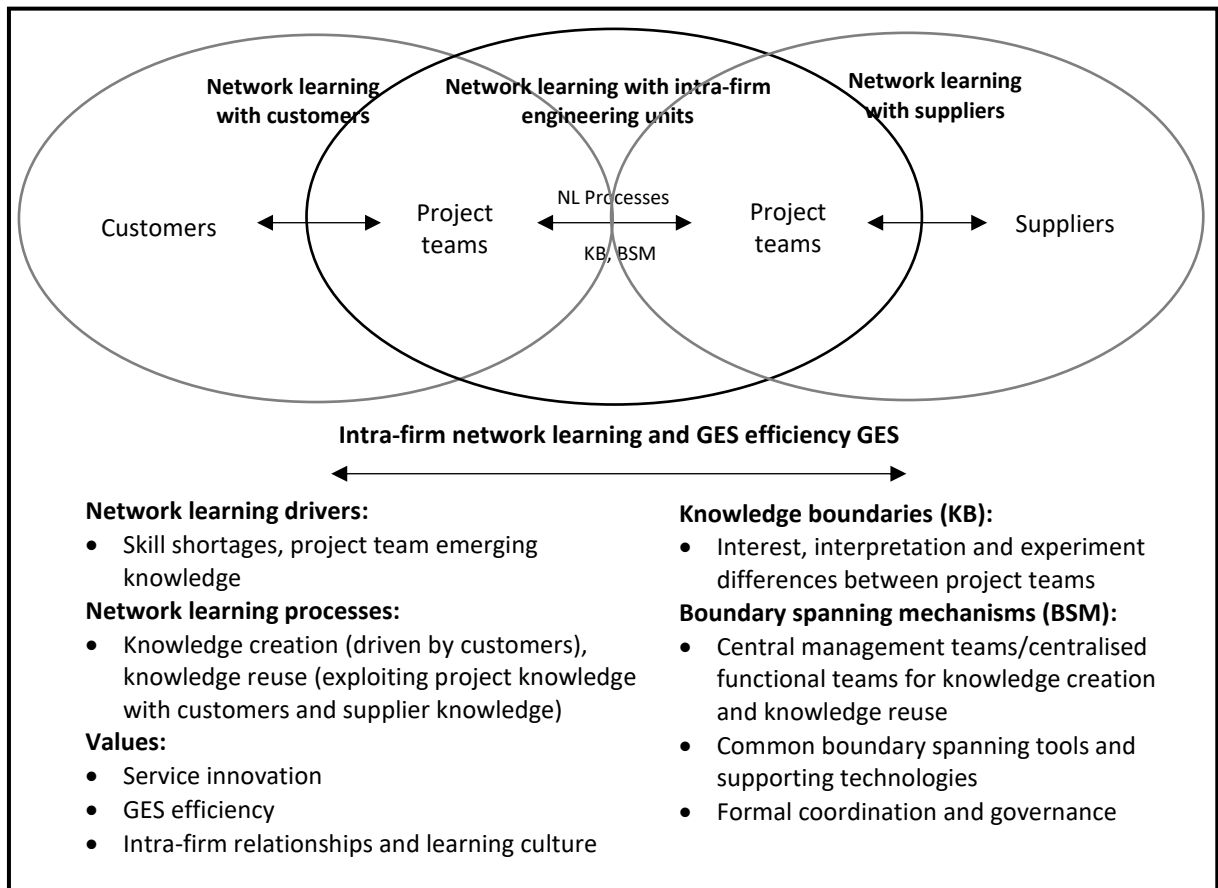 Network learning
with customers
Network learning with intra-firm
engineering units
Network learning
with suppliers
Customers
Project
teams
NL Processes
KB, BSM
Project
teams
Suppliers
Intra-firm network learning and GES efficiency GES
Network learning drivers:
• Skill shortages, project team emerging
knowledge
Network learning processes:
• Knowledge creation (driven by customers),
knowledge reuse (exploiting project knowledge
with customers and supplier knowledge)
Values:
• Service innovation
• GES efficiency
• Intra-firm relationships and learning culture
Knowledge boundaries (KB):
• Interest, interpretation and experiment
differences between project teams
Boundary spanning mechanisms (BSM):
• Central management teams/centralised
functional teams for knowledge creation
and knowledge reuse
• Common boundary spanning tools and
supporting technologies
• Formal coordination and governance